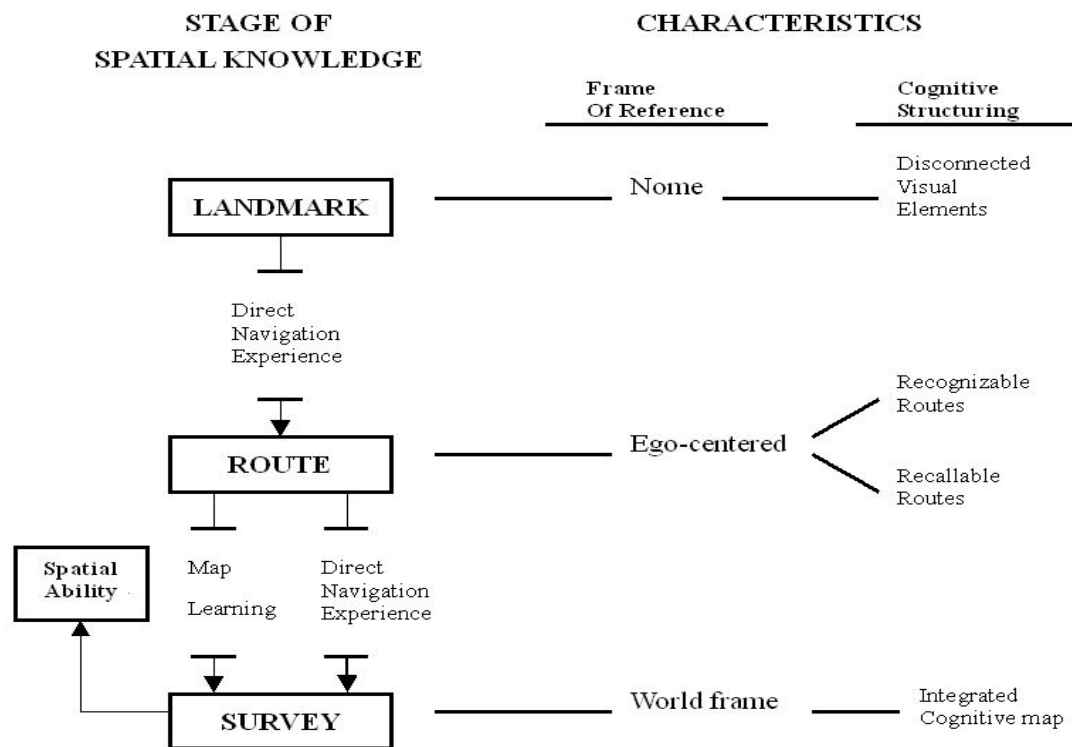 STAGE OF
SPATIAL KNOWLEDGE
CHARACTERISTICS
Frame
Of Reference
Cognitive
Structuring
LANDMARK
Nome
Disconnected
Visual
Elements
Direct
Navigation
Experience
ROUTE
Ego-centered
Recognizable
Routes
Recallable
Routes
Spatial
Ability
Map
Learning
Direct
Navigation
Experience
SURVEY
World frame
Integrated
Cognitive map